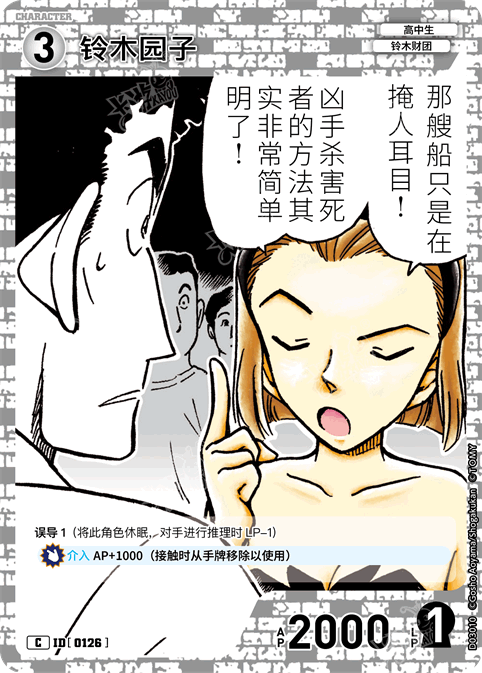 CHARACTER
3
铃木园子
高中生
铃木财团
那艘船只是在
掩人耳目！
凶手杀害死
者的方法其
实非常简单
明了！
误导 1（将此角色休眠，对手进行推理时 LP-1）
介入 AP+1000（接触时从手牌移除以使用）
C ID[ 0126 ]
AP 2000 LP 1
D03010 ©Gosho Aoyama/Shogakukan ©TOMY